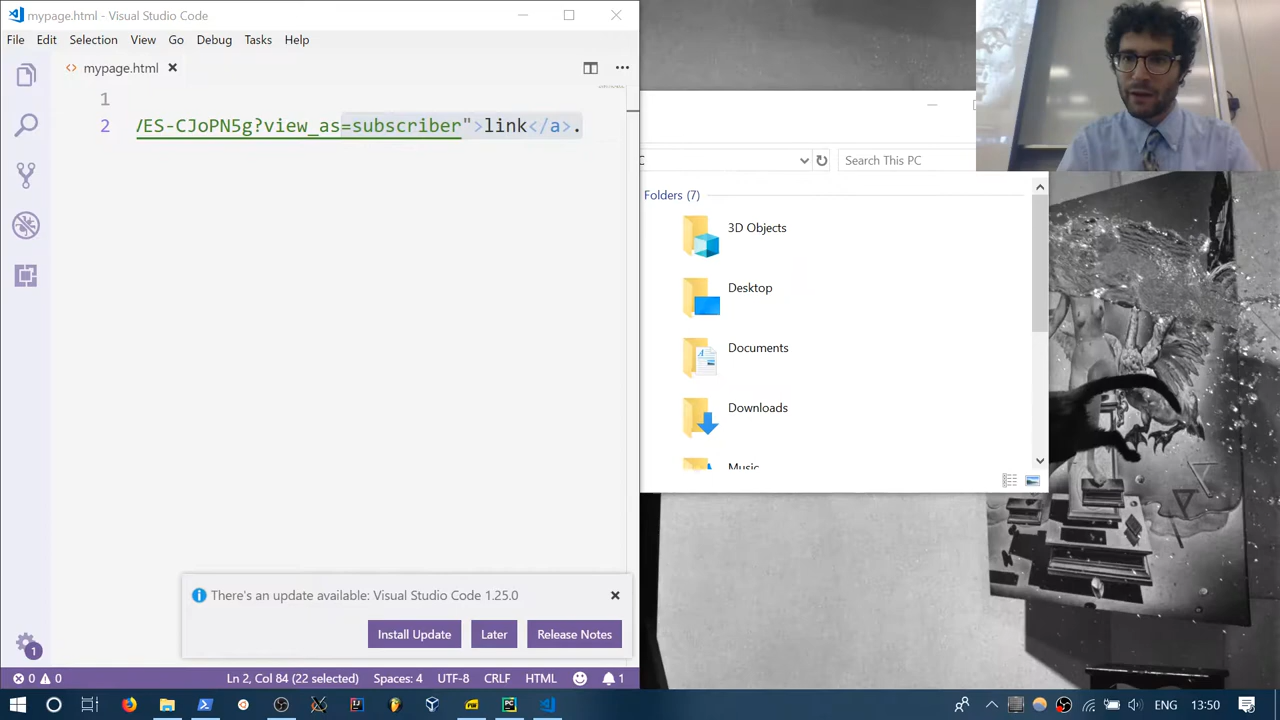 mypage.html - Visual Studio Code
File Edit Selection View Go Debug Tasks Help
mypage.html
1
2 /ES-CJoPN5g?view_as=subscriber">link</a>.
There's an update available: Visual Studio Code 1.25.0
Install Update Later Release Notes
1
0 0 Ln 2, Col 84 (22 selected) Spaces: 4 UTF-8 CRLF HTML 1
C Search This PC
Folders (7)
3D Objects
Desktop
Documents
Downloads
Music
13:50